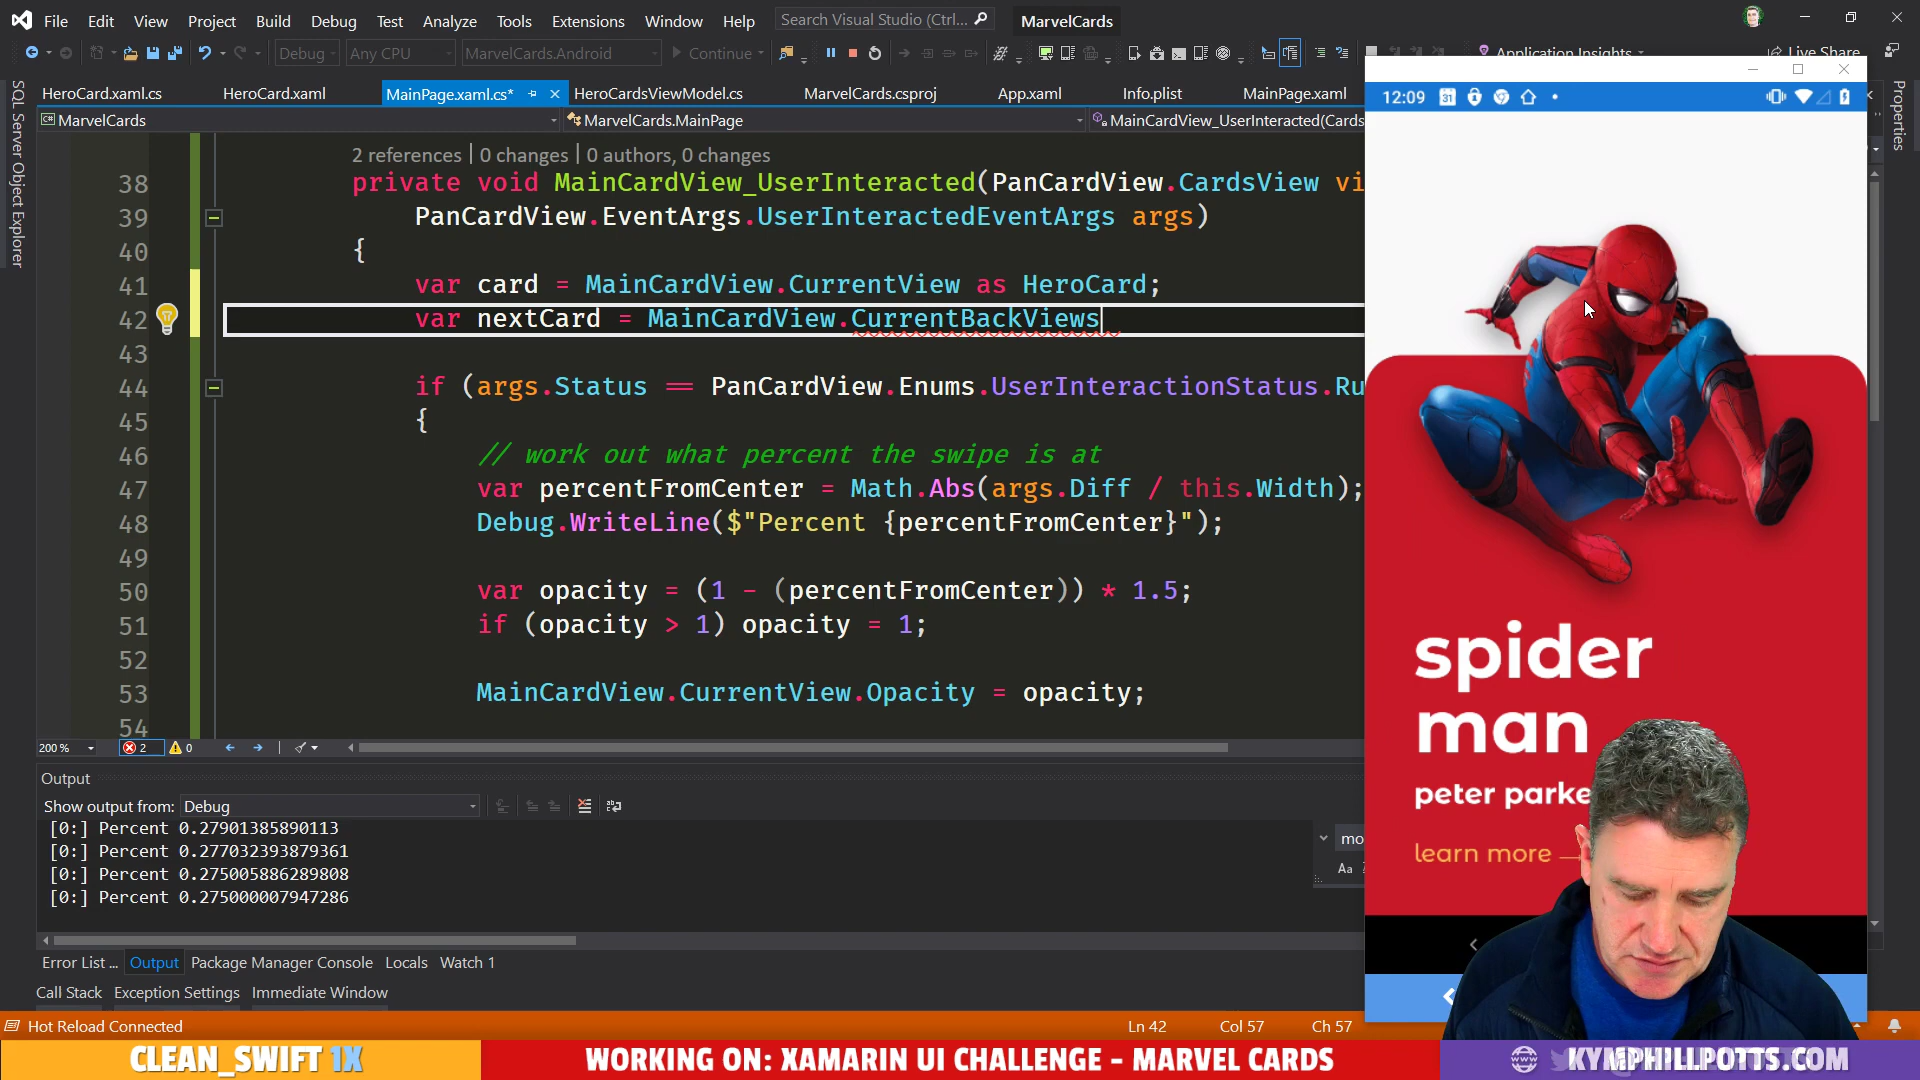 File Edit View Project Build Debug Test Analyze Tools Extensions Window Help Search Visual Studio (Ctrl... MarvelCards
Debug Any CPU MarvelCards.Android Continue Application Insights Live Share
HeroCard.xaml.cs HeroCard.xaml MainPage.xaml.cs* HeroCardsViewModel.cs MarvelCards.csproj App.xaml Info.plist MainPage.xaml
MarvelCards MarvelCards.MainPage MainCardView_UserInteracted(Cards
SQL Server Object Explorer
Properties
2 references | 0 changes | 0 authors, 0 changes
38 private void MainCardView_UserInteracted(PanCardView.CardsView vi
39 PanCardView.EventArgs.UserInteractedEventArgs args)
40 {
41 var card = MainCardView.CurrentView as HeroCard;
42 var nextCard = MainCardView.CurrentBackViews
43
44 if (args.Status == PanCardView.Enums.UserInteractionStatus.Ru
45 {
46 // work out what percent the swipe is at
47 var percentFromCenter = Math.Abs(args.Diff / this.Width);
48 Debug.WriteLine($"Percent {percentFromCenter}");
49
50 var opacity = (1 - (percentFromCenter)) * 1.5;
51 if (opacity > 1) opacity = 1;
52
53 MainCardView.CurrentView.Opacity = opacity;
54
200 % 2 0
Output
Show output from: Debug
[0:] Percent 0.27901385890113
[0:] Percent 0.277032393879361
[0:] Percent 0.275005886289808
[0:] Percent 0.275000007947286
mo
Aa
Error List ... Output Package Manager Console Locals Watch 1
Call Stack Exception Settings Immediate Window
Hot Reload Connected Ln 42 Col 57 Ch 57
12:09 31
spider
man
peter parke
learn more
CLEAN_SWIFT 1X WORKING ON: XAMARIN UI CHALLENGE - MARVEL CARDS KYMPHILLPOTTS.COM